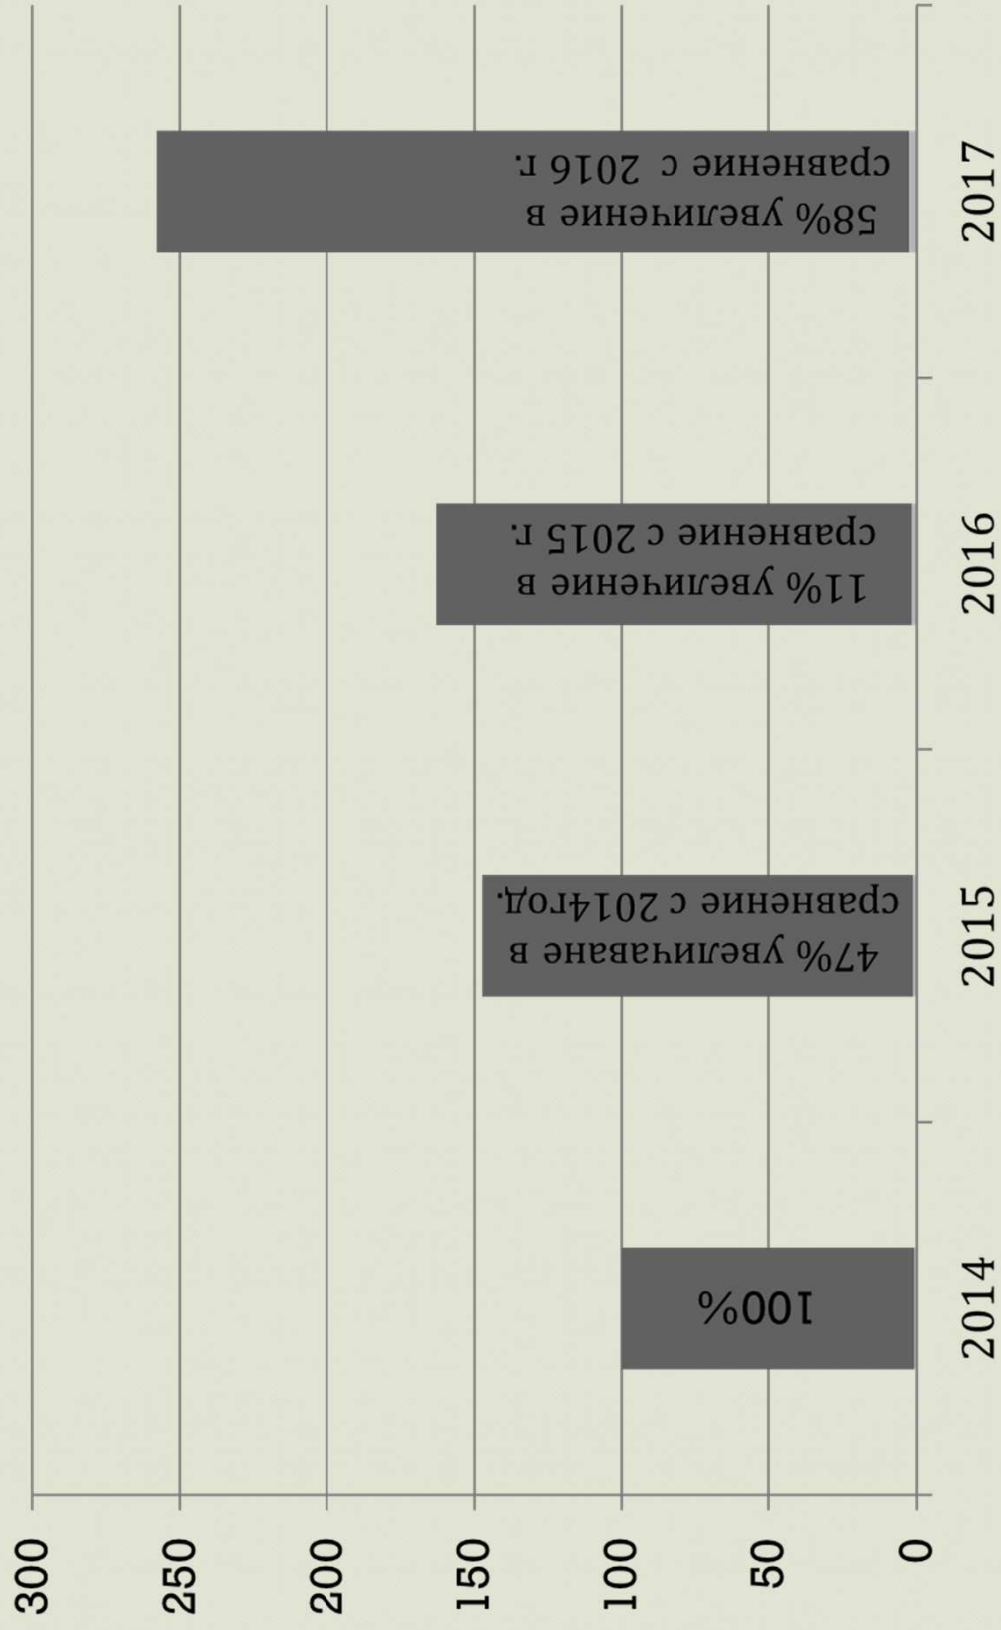 300
250
200
150
100
50
0
100%
47% увеличаване в
сравнение с 2014год.
11% увеличение в
сравнение с 2015 г.
58% увеличение в
сравнение с 2016 г.
2014
2015
2016
2017